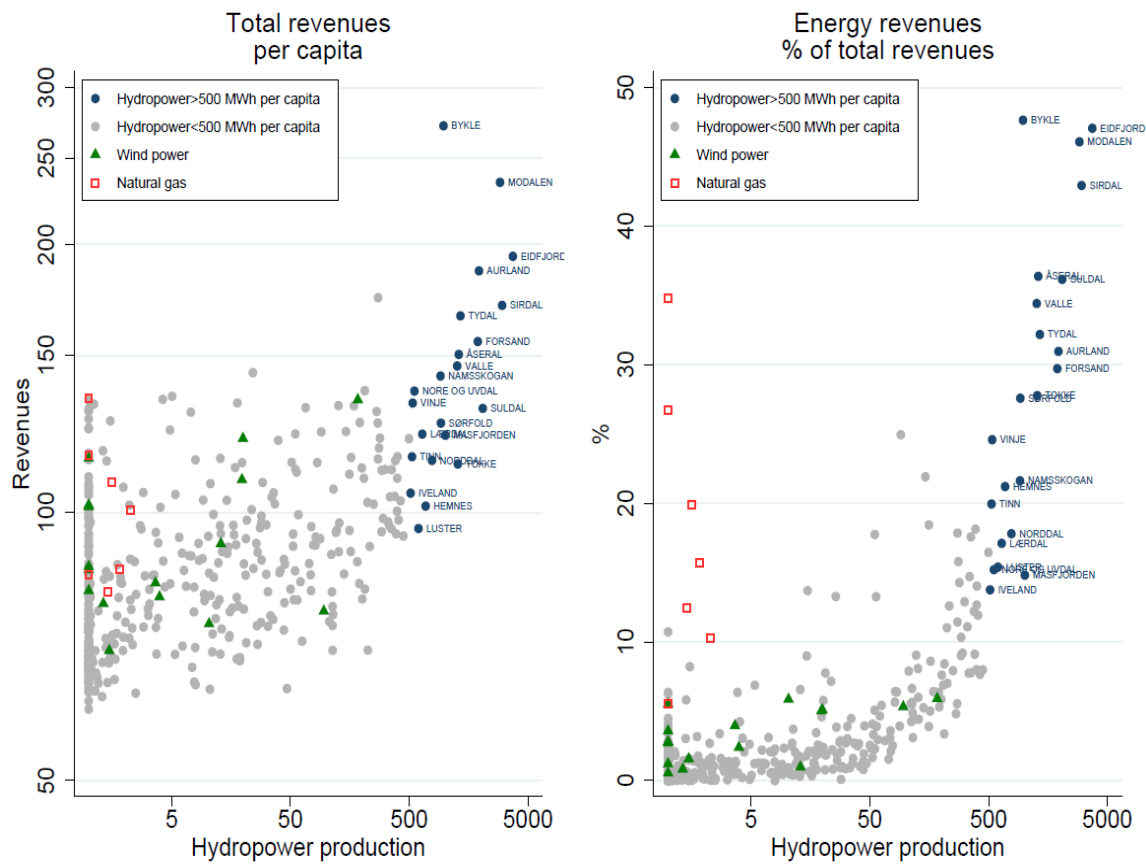 Total revenues
per capita
Hydropower>500 MWh per capita
Hydropower<500 MWh per capita
Wind power
Natural gas
300
250
200
150
100
50
Revenues
BYKLE
MODALEN
EIDFJORD
AURLAND
SIRDAL
TYDAL
FORSAND
ÅSERAL
VALLE
NAMSSKOGAN
NORE OG UVDAL
VINJE
SULDAL
SØRFOLD
LÆRDAL
MASFJORDEN
TINN
NORDDAL
TOKKE
IVELAND
HEMNES
LUSTER
5
50
500
5000
Hydropower production
Energy revenues
% of total revenues
Hydropower>500 MWh per capita
Hydropower<500 MWh per capita
Wind power
Natural gas
50
40
30
20
10
0
%
BYKLE
EIDFJORD
MODALEN
SIRDAL
ÅSERAL
SULDAL
VALLE
TYDAL
AURLAND
FORSAND
TOKKE
SØRFOLD
VINJE
NAMSSKOGAN
HEMNES
TINN
NORDDAL
LÆRDAL
LUSTER
NORE OG UVDAL
MASFJORDEN
IVELAND
5
50
500
5000
Hydropower production